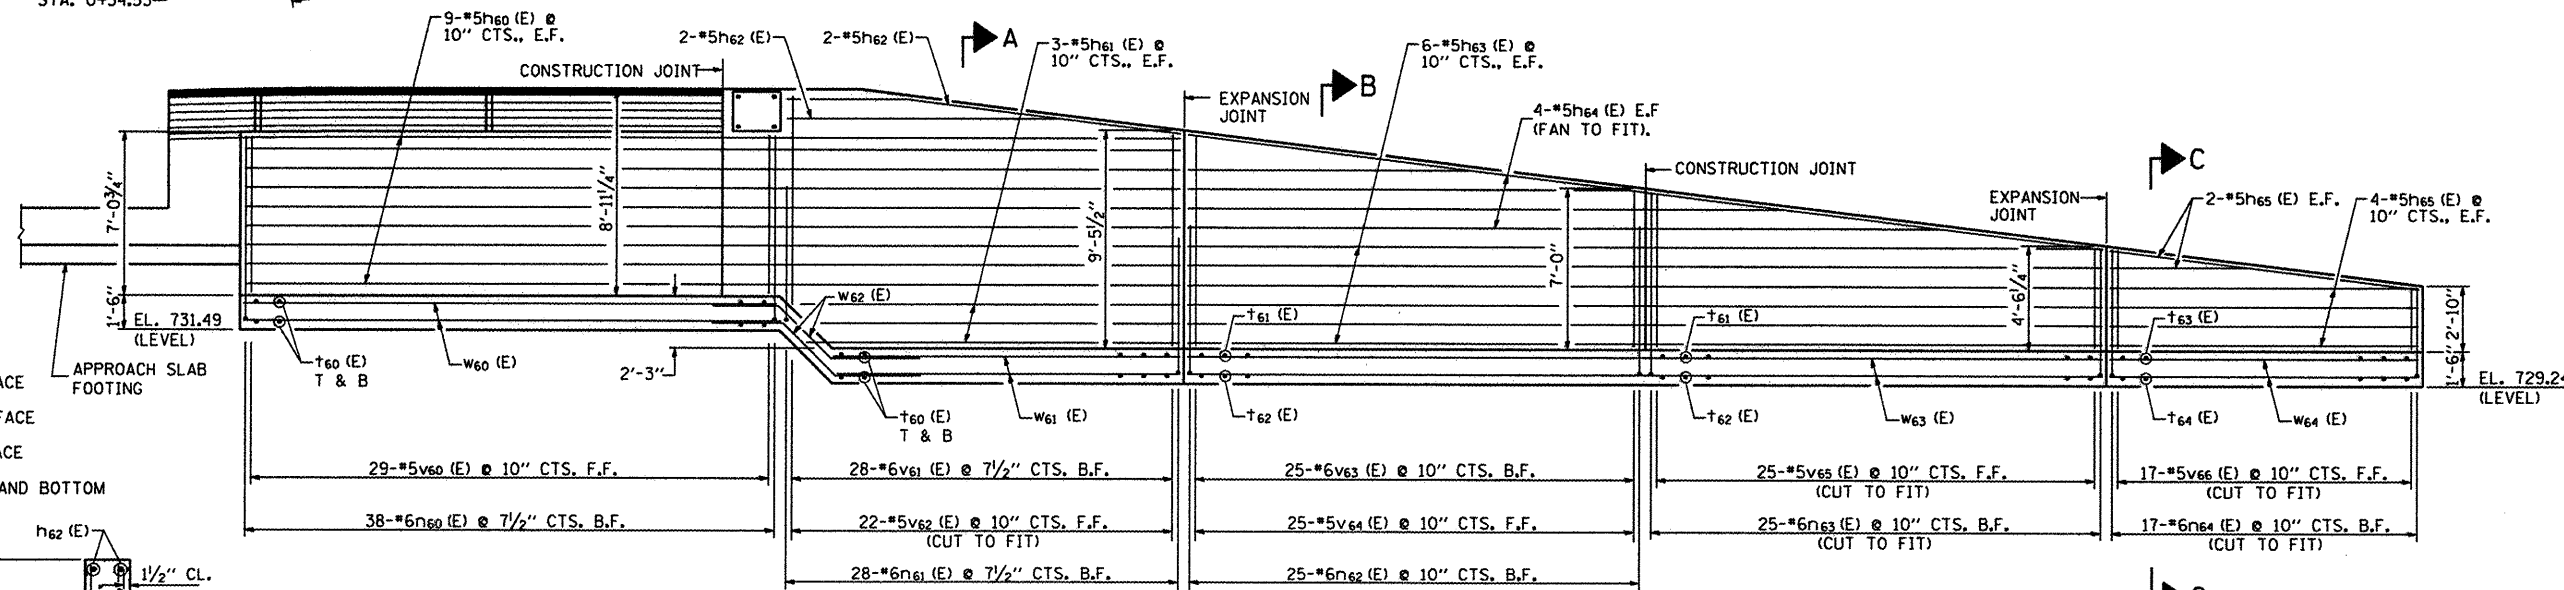 STA. 0+34.53
9-#5h60 (E) @
10" CTS., E.F.
2-#5h62 (E)
2-#5h62 (E)
A
3-#5h61 (E) @
10" CTS., E.F.
6-#5h63 (E) @
10" CTS., E.F.
CONSTRUCTION JOINT
EXPANSION
JOINT
B
4-#5h64 (E) E.F
(FAN TO FIT).
CONSTRUCTION JOINT
C
EXPANSION
JOINT
2-#5h65 (E) E.F.
4-#5h65 (E) @
10" CTS., E.F.
7'-0¾"
8'-11¼"
9'-5½"
7'-0"
4'-6¼"
2'-10"
1'-6"
1'-6"
EL. 731.49
(LEVEL)
APPROACH SLAB
FOOTING
t60 (E)
T & B
w60 (E)
2'-3"
w62 (E)
t60 (E)
T & B
w61 (E)
t61 (E)
t62 (E)
t61 (E)
t62 (E)
w63 (E)
t63 (E)
t64 (E)
w64 (E)
EL. 729.24
(LEVEL)
FACE
AND BOTTOM
29-#5v60 (E) @ 10" CTS. F.F.
28-#6v61 (E) @ 7½" CTS. B.F.
25-#6v63 (E) @ 10" CTS. B.F.
25-#5v65 (E) @ 10" CTS. F.F.
(CUT TO FIT)
17-#5v66 (E) @ 10" CTS. F.F.
(CUT TO FIT)
38-#6n60 (E) @ 7½" CTS. B.F.
22-#5v62 (E) @ 10" CTS. F.F.
(CUT TO FIT)
25-#5v64 (E) @ 10" CTS. F.F.
25-#6n63 (E) @ 10" CTS. B.F.
(CUT TO FIT)
17-#6n64 (E) @ 10" CTS. B.F.
(CUT TO FIT)
28-#6n61 (E) @ 7½" CTS. B.F.
25-#6n62 (E) @ 10" CTS. B.F.
h62 (E)
1½" CL.